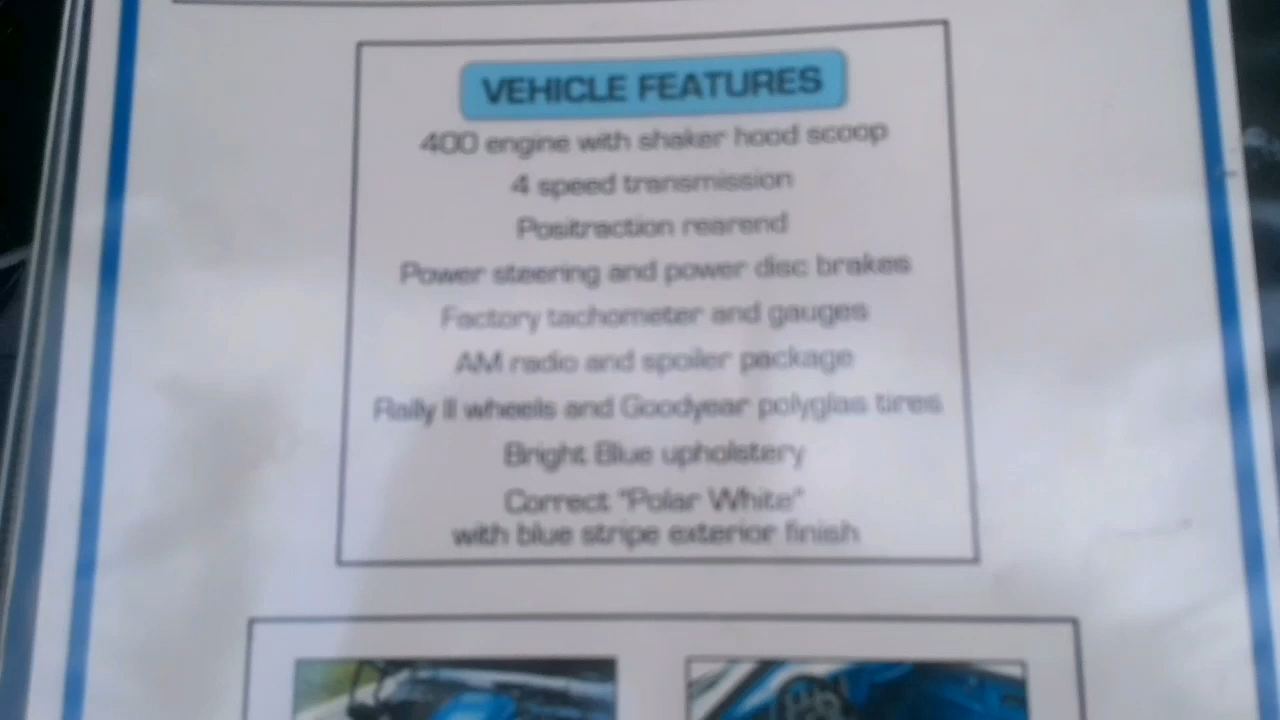 VEHICLE FEATURES
400 engine with shaker hood scoop
4 speed transmission
Positraction rearend
Power steering and power disc brakes
Factory tachometer and gauges
AM radio and spoiler package
Rally II wheels and Goodyear polyglas tires
Bright Blue upholstery
Correct "Polar White"
with blue stripe exterior finish